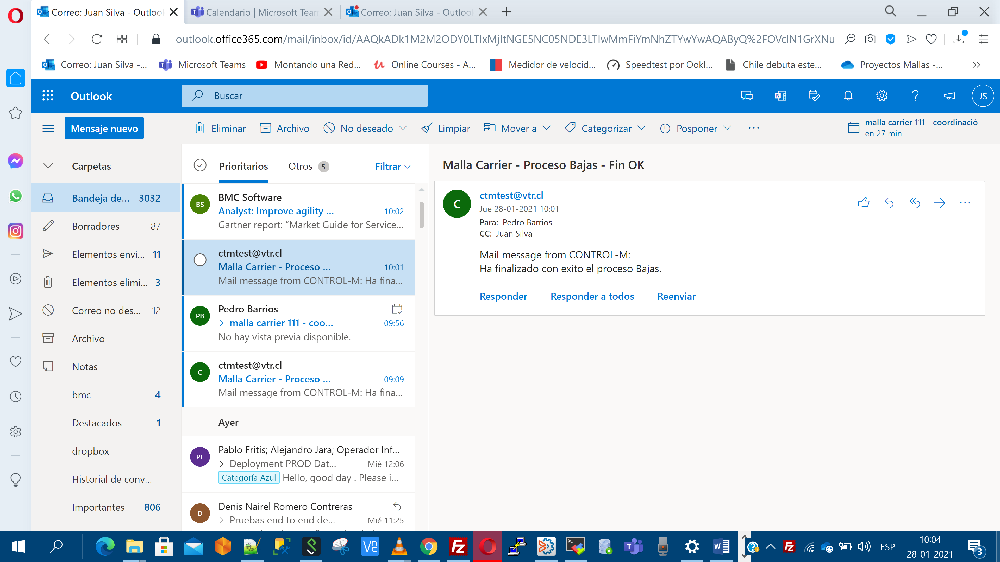 Correo: Juan Silva - Outloo
Calendario | Microsoft Team
Correo: Juan Silva - Outloo
outlook.office365.com/mail/inbox/id/AAQkADk1M2M2ODY0LTIxMjItNGE5NC05NDE3LTIwMmFiYmNhZTYwYwAQAByQ%2FOVclN1GrXNu
Correo: Juan Silva -...
Microsoft Teams
Montando una Red...
Online Courses - A...
Medidor de velocid...
Speedtest por Ookl...
Chile debuta este...
Proyectos Mallas -...
Outlook
Buscar
JS
Mensaje nuevo
Eliminar
Archivo
No deseado
Limpiar
Mover a
Categorizar
Posponer
malla carrier 111 - coordinació
en 27 min
Carpetas
Bandeja de... 3032
Borradores 87
Elementos envi... 11
Elementos elimi... 3
Correo no des... 12
Archivo
Notas
bmc 4
Destacados 1
dropbox
Historial de conv...
Importantes 806
Prioritarios
Otros 5
Filtrar
BS
BMC Software
Analyst: Improve agility ... 10:02
Gartner report: “Market Guide for Service...
ctmtest@vtr.cl
Malla Carrier - Proceso ... 10:01
Mail message from CONTROL-M: Ha fina...
PB
Pedro Barrios
malla carrier 111 - coo... 09:56
No hay vista previa disponible.
C
ctmtest@vtr.cl
Malla Carrier - Proceso ... 09:09
Mail message from CONTROL-M: Ha fina...
Ayer
PF
Pablo Fritis; Alejandro Jara; Operador Inf...
Deployment PROD Dat... Mié 12:06
Categoría Azul Hello, good day . Please i...
D
Denis Nairel Romero Contreras
Pruebas end to end de... Mié 11:25
Malla Carrier - Proceso Bajas - Fin OK
C
ctmtest@vtr.cl
Jue 28-01-2021 10:01
Para: Pedro Barrios
CC: Juan Silva
Mail message from CONTROL-M:
Ha finalizado con exito el proceso Bajas.
Responder
Responder a todos
Reenviar
ESP
10:04
28-01-2021
3